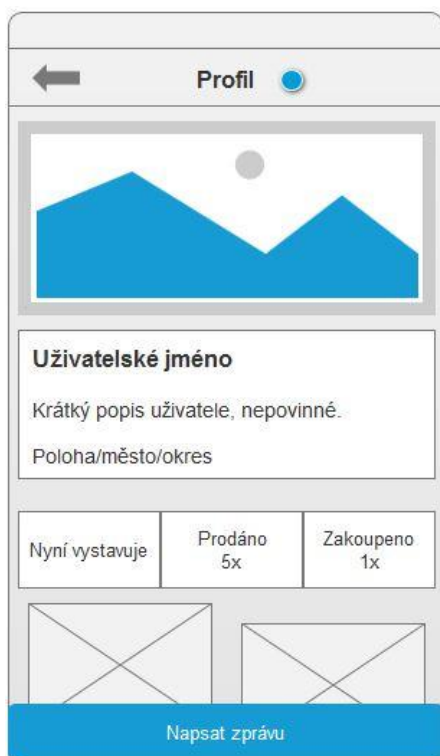 Profil
Uživatelské jméno
Krátký popis uživatele, nepovinné.
Poloha/město/okres
Nyní vystavuje
Prodáno
5x
Zakoupeno
1x
Napsat zprávu